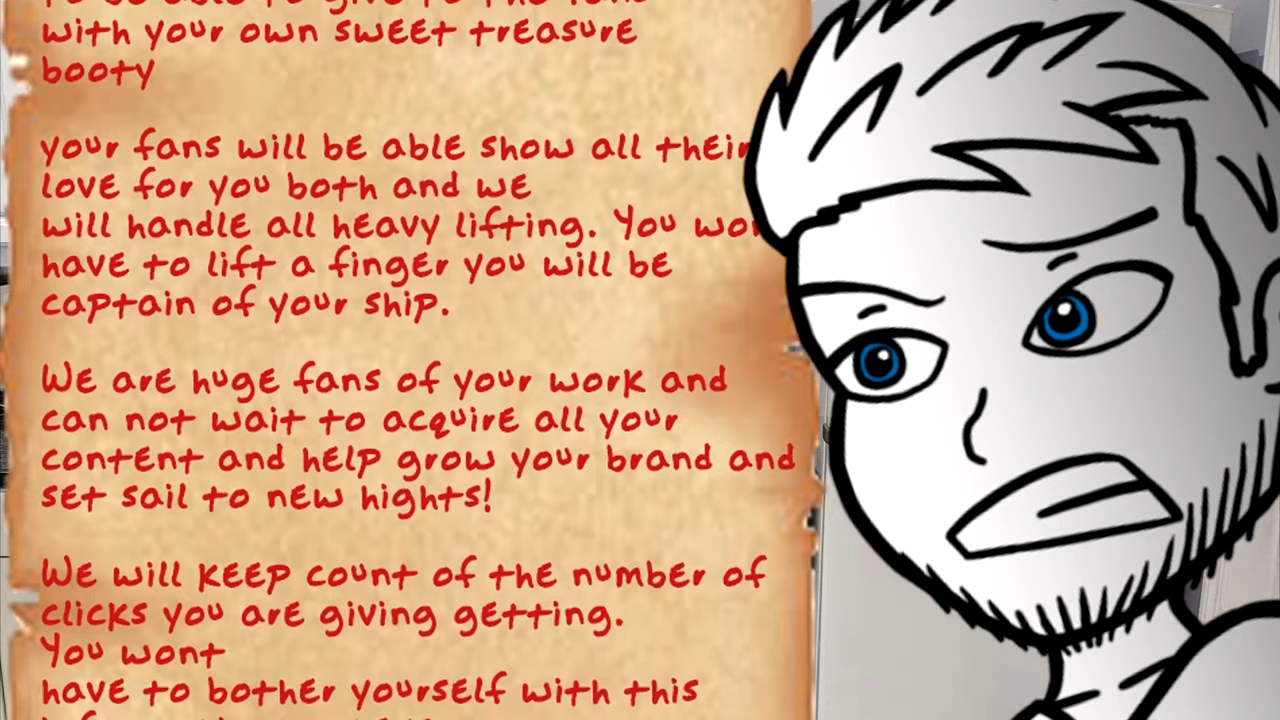 with your own sweet treasure
booty
your fans will be able show all their
love for you both and we
will handle all heavy lifting. You
have to lift a finger you will be
captain of your ship.
We are huge fans of your work and
can not wait to acquire all your
content and help grow your brand and
set sail to new hights!
We will keep count of the number of
clicks you are giving getting.
You wont
have to bother yourself with this